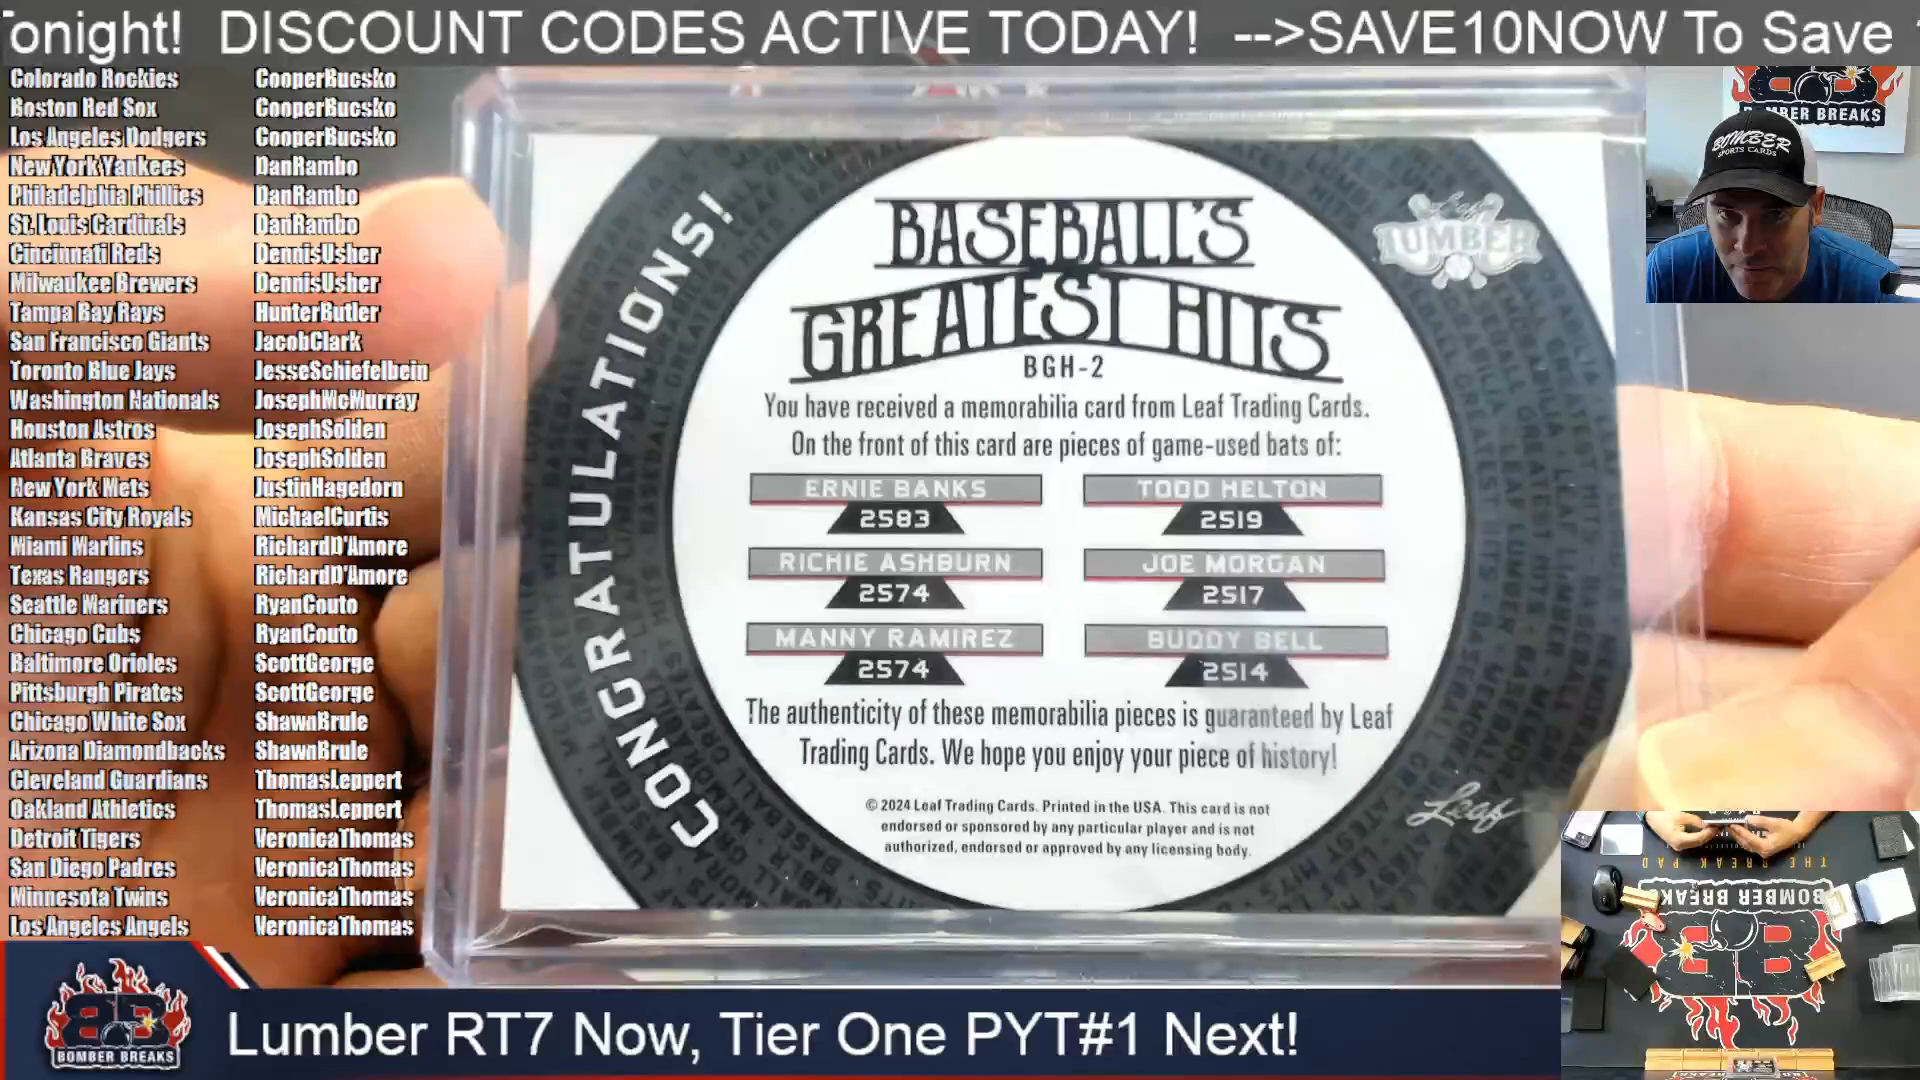 onight! DISCOUNT CODES ACTIVE TODAY! -->SAVE10NOW To Save
Colorado Rockies CooperBucsko
Boston Red Sox CooperBucsko
Los Angeles Dodgers CooperBucsko
New York Yankees DanRambo
Philadelphia Phillies DanRambo
St. Louis Cardinals DanRambo
Cincinnati Reds DennisUsher
Milwaukee Brewers DennisUsher
Tampa Bay Rays HunterButler
San Francisco Giants JacobClark
Toronto Blue Jays JesseSchiefelbein
Washington Nationals JosephMcMurray
Houston Astros JosephSolden
Atlanta Braves JosephSolden
New York Mets JustinHagedorn
Kansas City Royals MichaelCurtis
Miami Marlins RichardD'Amore
Texas Rangers RichardD'Amore
Seattle Mariners RyanCouto
Chicago Cubs RyanCouto
Baltimore Orioles ScottGeorge
Pittsburgh Pirates ScottGeorge
Chicago White Sox ShawnBrule
Arizona Diamondbacks ShawnBrule
Cleveland Guardians ThomasLeppert
Oakland Athletics ThomasLeppert
Detroit Tigers VeronicaThomas
San Diego Padres VeronicaThomas
Minnesota Twins VeronicaThomas
Los Angeles Angels VeronicaThomas
CONGRATULATIONS!
BASEBALL'S
GREATEST HITS
BGH-2
You have received a memorabilia card from Leaf Trading Cards.
On the front of this card are pieces of game-used bats of:
ERNIE BANKS TODD HELTON
2583 2519
RICHIE ASHBURN JOE MORGAN
2574 2517
MANNY RAMIREZ BUDDY BELL
2574 2514
The authenticity of these memorabilia pieces is guaranteed by Leaf
Trading Cards. We hope you enjoy your piece of history!
© 2024 Leaf Trading Cards. Printed in the USA. This card is not
endorsed or sponsored by any particular player and is not
authorized, endorsed or approved by any licensing body.
Leaf
LUMBER
Leaf
BOMBER BREAKS
BOMBER
SPORTS CARDS
THE BREAK PAD
BOMBER BREAKS
BB
BOMBER BREAKS
Lumber RT7 Now, Tier One PYT#1 Next!